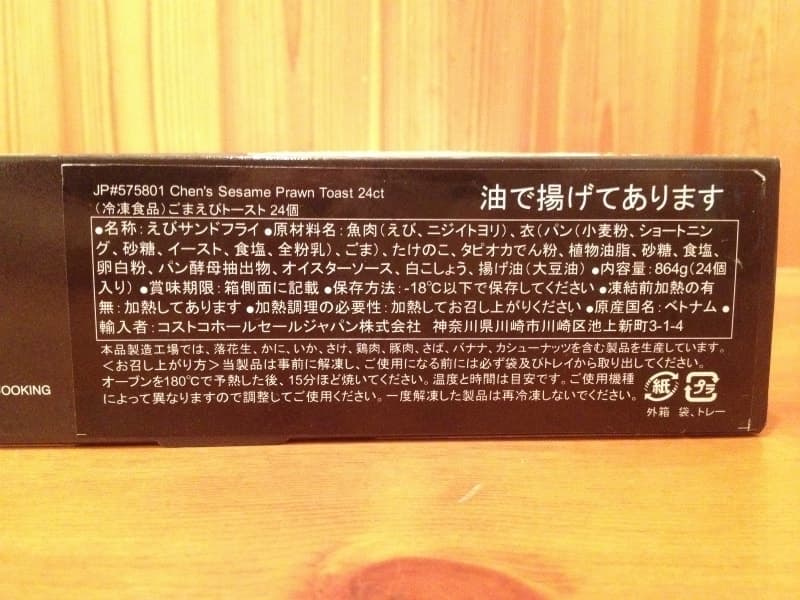 JP#575801 Chen's Sesame Prawn Toast 24ct
(冷凍食品)ごまえびトースト 24個
油で揚げてあります
●名称:えびサンドフライ ●原材料名:魚肉(えび、ニジイトヨリ)、衣(パン(小麦粉、ショートニン
グ、砂糖、イースト、食塩、全粉乳)、ごま)、たけのこ、タピオカでん粉、植物油脂、砂糖、食塩、
卵白粉、パン酵母抽出物、オイスターソース、白こしょう、揚げ油(大豆油) ●内容量:864g(24個
入り) ●賞味期限:箱側面に記載 ●保存方法:-18℃以下で保存してください ●凍結前加熱の有
無:加熱してあります ●加熱調理の必要性:加熱してお召し上がりください ●原産国名:ベトナム ●
輸入者:コストコホールセールジャパン株式会社 神奈川県川崎市川崎区池上新町3-1-4
本品製造工場では、落花生、かに、いか、さけ、鶏肉、豚肉、さば、バナナ、カシューナッツを含む製品を生産しています。
<お召し上がり方>当製品は事前に解凍し、ご使用になる前には必ず袋及びトレイから取り出してください。
オーブンを180℃で予熱した後、15分ほど焼いてください。温度と時間は目安です。ご使用機種
によって異なりますので調整してご使用ください。一度解凍した製品は再冷凍しないでください。
紙 プラ
外箱 袋、トレー
COOKING